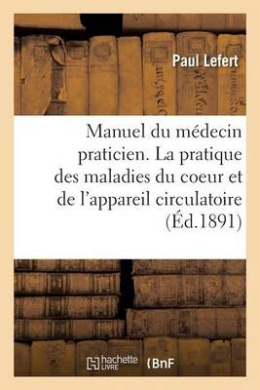 Paul Lefert
Manuel du médecin
praticien. La pratique
des maladies du coeur et
de l'appareil circulatoire
(Éd.1891)
hachette
LIVRE
{BnF